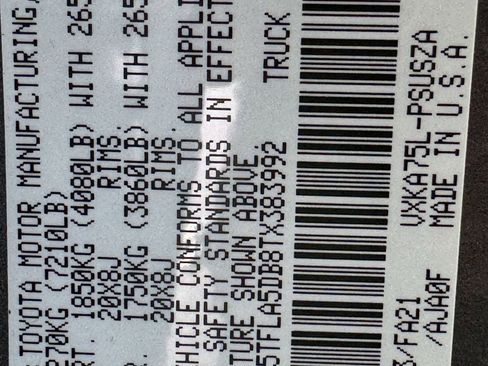 TOYOTA MOTOR MANUFACTURING,
270KG (7210LB)
RT. 1850KG (4080LB) WITH 265
20X8J RIMS.
R. 1750KG (3860LB) WITH 265
20X8J RIMS.
HICLE CONFORMS TO ALL APPLI
SAFETY STANDARDS IN EFFECT
TURE SHOWN ABOVE.
5TFLA5DB8TX383992 TRUCK
3/FA21 VXKA75L-PSUSZA
/AJA0F MADE IN U.S.A.